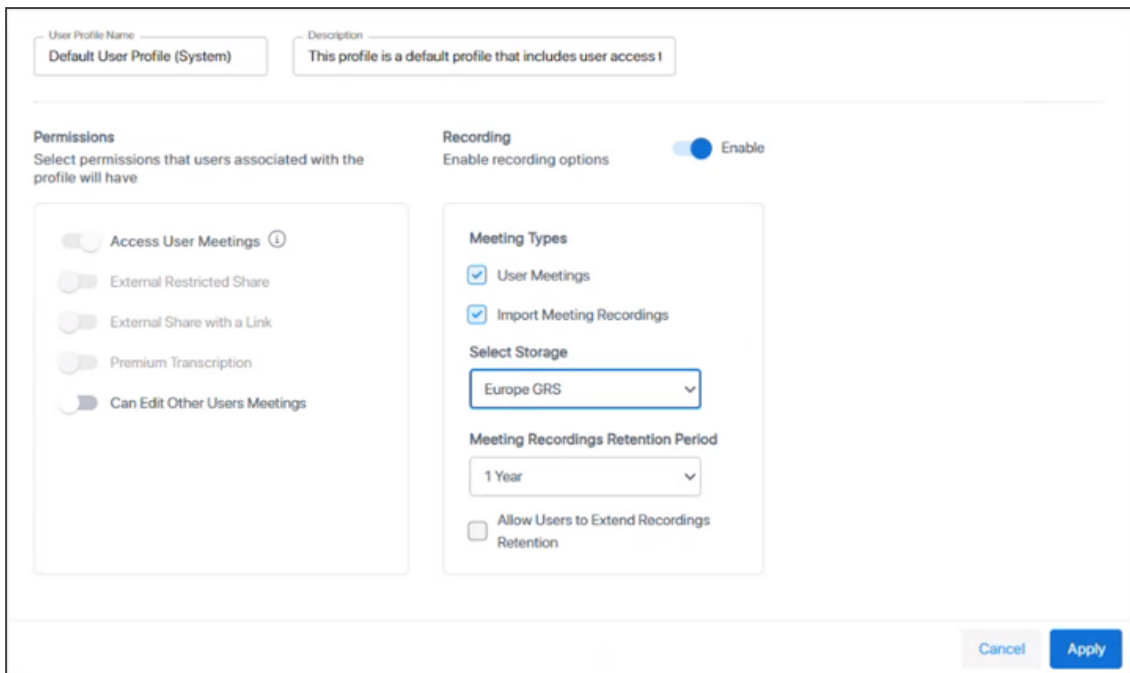 User Profile Name
Default User Profile (System)
Description
This profile is a default profile that includes user access t
Permissions
Select permissions that users associated with the
profile will have
Access User Meetings
External Restricted Share
External Share with a Link
Premium Transcription
Can Edit Other Users Meetings
Recording
Enable recording options
Enable
Meeting Types
User Meetings
Import Meeting Recordings
Select Storage
Europe GRS
Meeting Recordings Retention Period
1 Year
Allow Users to Extend Recordings
Retention
Cancel
Apply